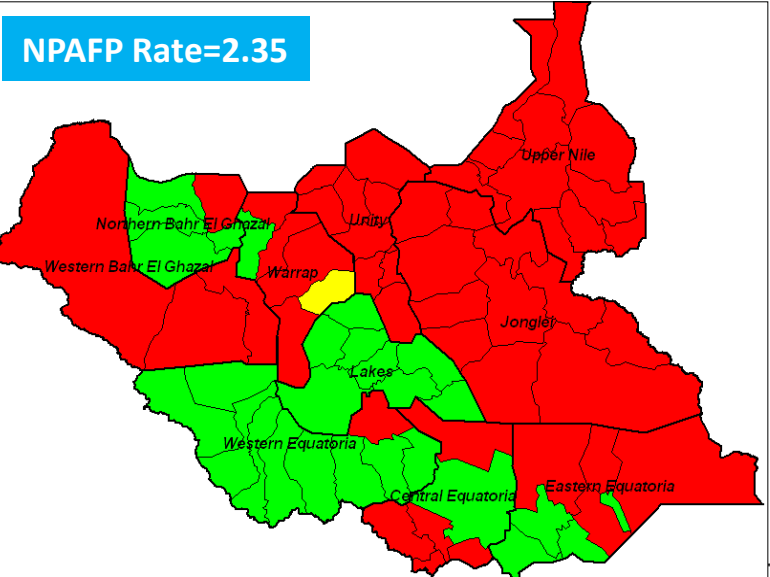 NPAFP Rate=2.35
Upper Nile
Northern Bahr El Ghazal
Unity
Western Bahr El Ghazal
Warrap
Jonglei
Lakes
Western Equatoria
Eastern Equatoria
Central Equatoria